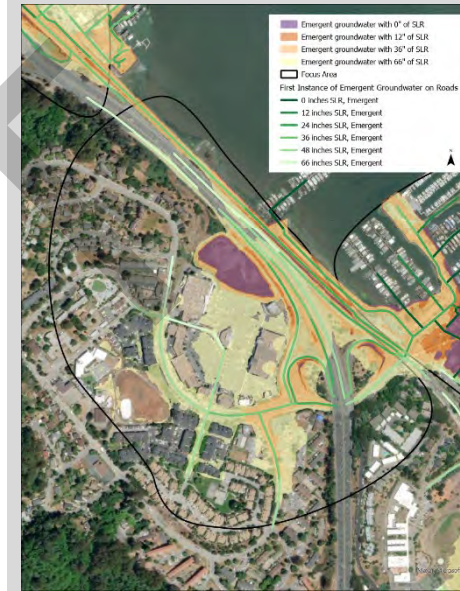 Emergent groundwater with 0" of SLR
Emergent groundwater with 12" of SLR
Emergent groundwater with 36" of SLR
Emergent groundwater with 66" of SLR
Focus Area
First Instance of Emergent Groundwater on Roads
0 inches SLR, Emergent
12 inches SLR, Emergent
24 inches SLR, Emergent
36 inches SLR, Emergent
48 inches SLR, Emergent
66 inches SLR, Emergent